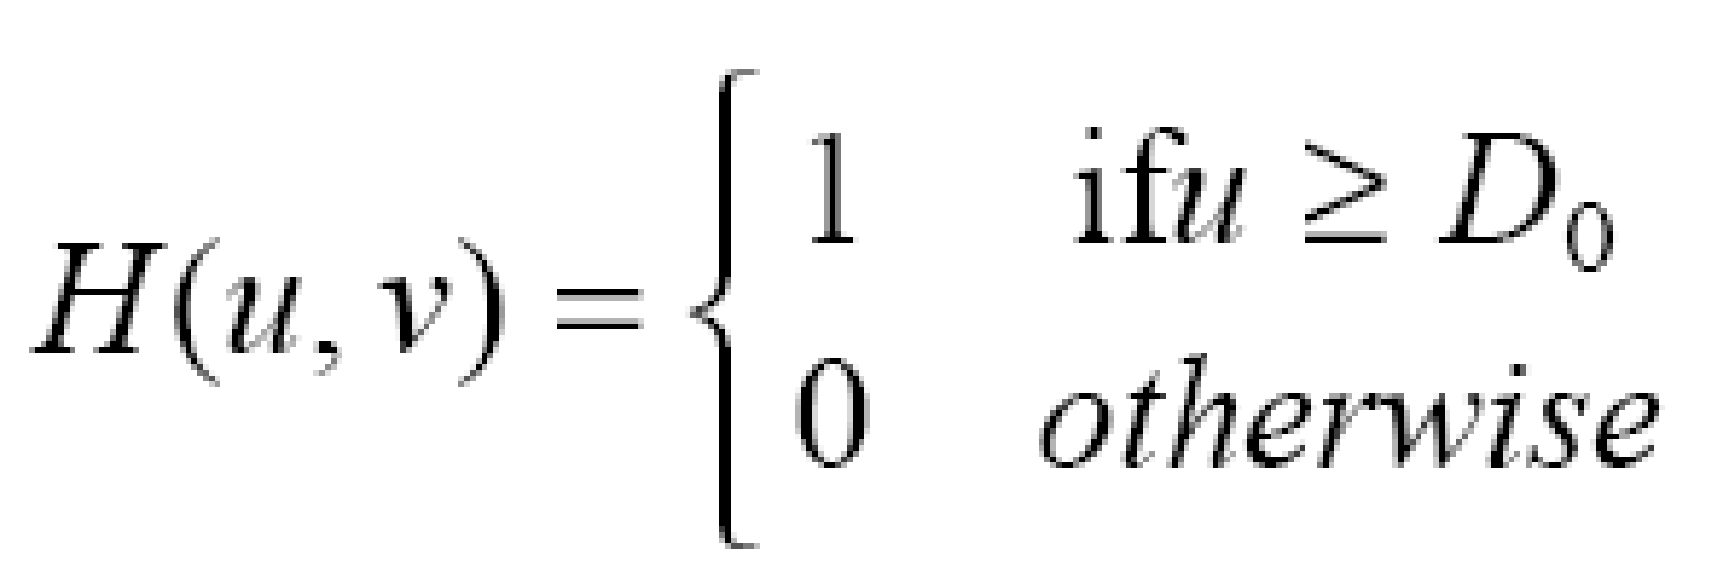 H(u, v) = { 1 ifu ≥ D₀
0 otherwise